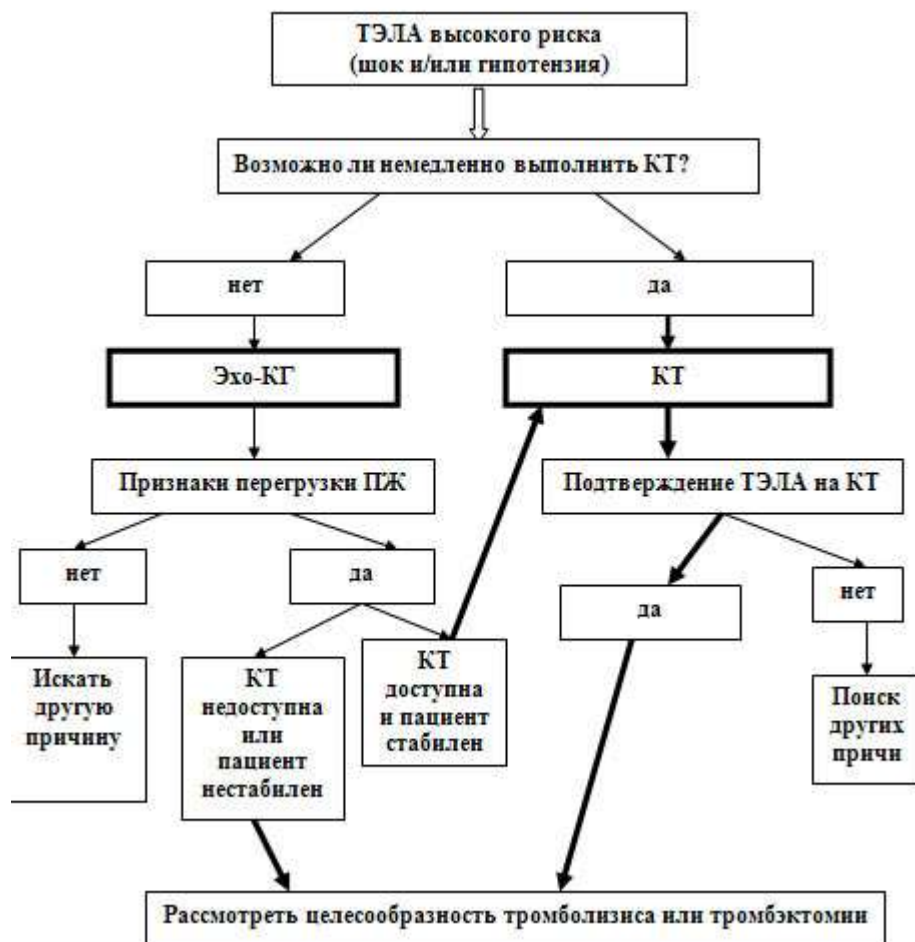 ТЭЛА высокого риска
(шок и/или гипотензия)
Возможно ли немедленно выполнить КТ?
нет
да
Эхо-КГ
КТ
Признаки перегрузки ПЖ
Подтверждение ТЭЛА на КТ
нет
да
да
нет
Искать
другую
причину
КТ
недоступна
или
пациент
нестабилен
КТ
доступна
и пациент
стабилен
Поиск
других
причи
Рассмотреть целесообразность тромболизиса или тромбэктомии